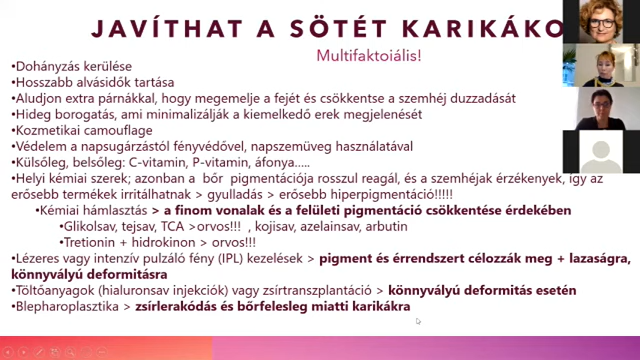 JAVÍTHAT A SÖTÉT KARIKÁKO
Multifaktoiális!
•Dohányzás kerülése
•Hosszabb alvásidők tartása
•Aludjon extra párnákkal, hogy megemelje a fejét és csökkentse a szemhéj duzzadását
•Hideg borogatás, ami minimalizálják a kiemelkedő erek megjelenését
•Kozmetikai camouflage
•Védelem a napsugárzástól fényvédővel, napszemüveg használatával
•Külsőleg, belsőleg: C-vitamin, P-vitamin, áfonya…..
•Helyi kémiai szerek; azonban a bőr pigmentációja rosszul reagál, és a szemhéjak érzékenyek, így az
erősebb termékek irritálhatnak > gyulladás > erősebb hiperpigmentáció!!!!!
•Kémiai hámlasztás > a finom vonalak és a felületi pigmentáció csökkentése érdekében
•Glikolsav, tejsav, TCA >orvos!!! , kojisav, azelainsav, arbutin
•Tretionin + hidrokinon > orvos!!!
•Lézeres vagy intenzív pulzáló fény (IPL) kezelések > pigment és érrendszert célozzák meg + lazaságra,
könnyvályú deformitásra
•Töltőanyagok (hialuronsav injekciók) vagy zsírtranszplantáció > könnyvályú deformitás esetén
•Blepharoplasztika > zsírlerakódás és bőrfelesleg miatti karikákra